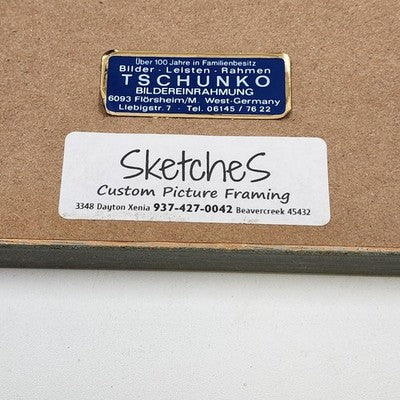 Über 100 Jahre in Familienbesitz
Bilder - Leisten - Rahmen
TSCHUNKO
BILDEREINRAHMUNG
6093 Flörsheim/M. West-Germany
Liebigstr. 7 • Tel. 06145 / 76 22
SketcheS
Custom Picture Framing
3348 Dayton Xenia 937-427-0042 Beavercreek 45432